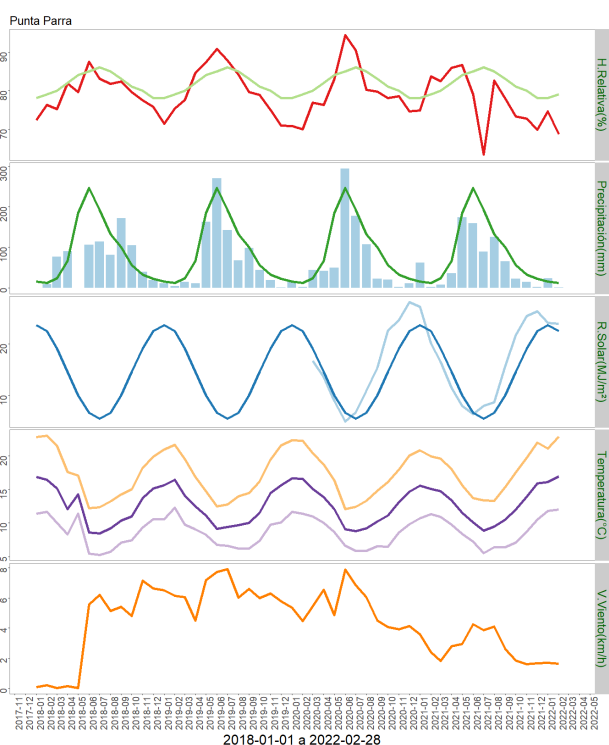 Punta Parra
70 80 90
H.Relativa(%)
0 100 200 300
Precipitacion(mm)
10 20
R.Solar(MJ/m²)
5 10 15 20
Temperatura(°C)
0 2 4 6 8
V.Viento(km/h)
2017-11 2017-12 2018-01 2018-02 2018-03 2018-04 2018-05 2018-06 2018-07 2018-08 2018-09 2018-10 2018-11 2018-12 2019-01 2019-02 2019-03 2019-04 2019-05 2019-06 2019-07 2019-08 2019-09 2019-10 2019-11 2019-12 2020-01 2020-02 2020-03 2020-04 2020-05 2020-06 2020-07 2020-08 2020-09 2020-10 2020-11 2020-12 2021-01 2021-02 2021-03 2021-04 2021-05 2021-06 2021-07 2021-08 2021-09 2021-10 2021-11 2021-12 2022-01 2022-02 2022-03 2022-04 2022-05
2018-01-01 a 2022-02-28